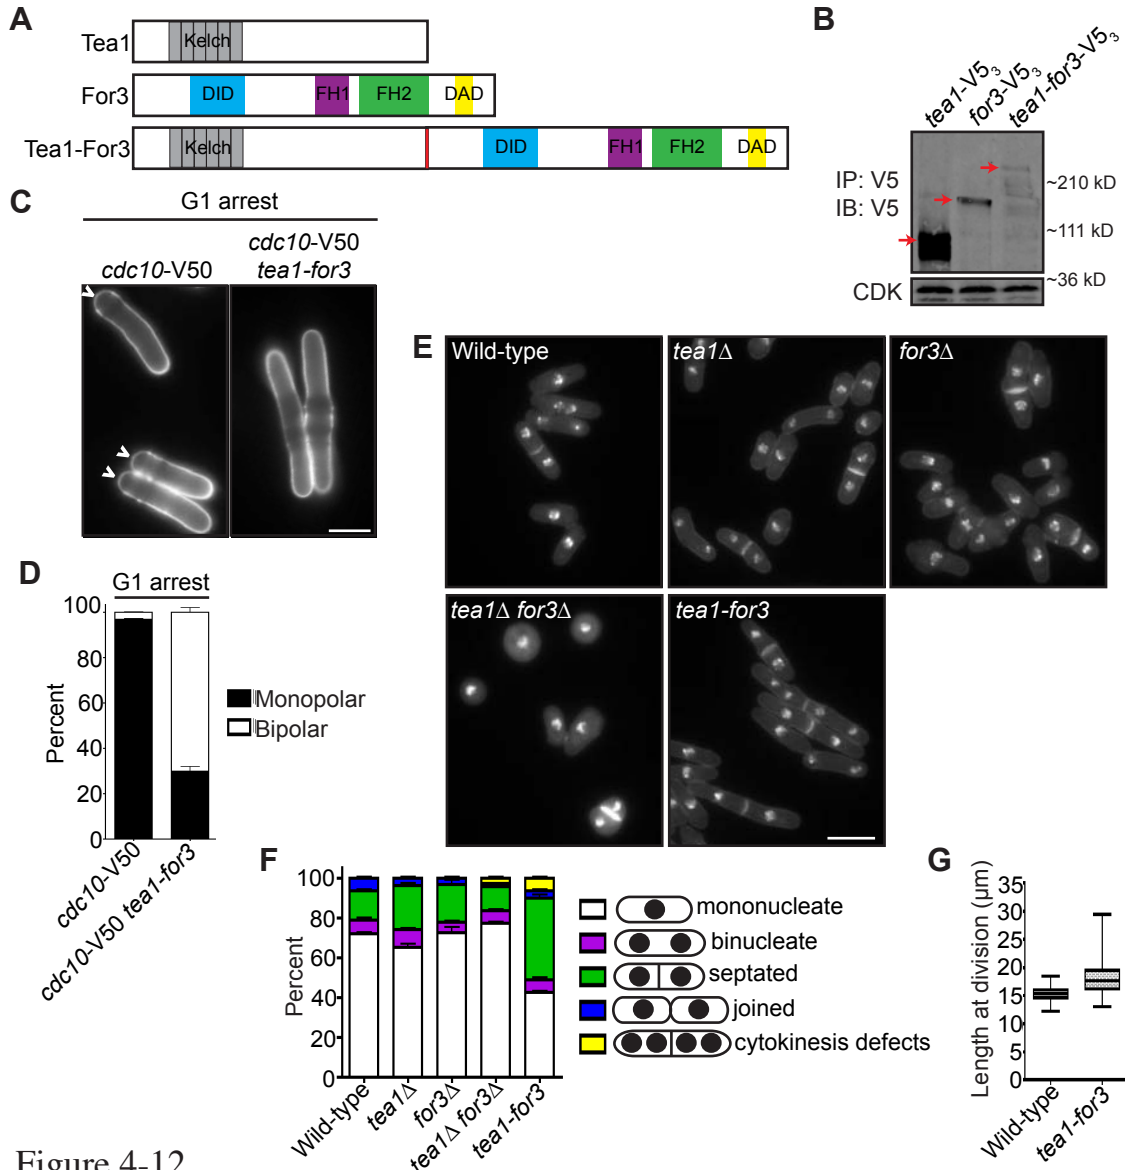 A
Tea1
Kelch
For3
DID
FH1
FH2
DAD
Tea1-For3
Kelch
DID
FH1
FH2
DAD
B
tea1-V5₃
for3-V5₃
tea1-for3-V5₃
IP: V5
IB: V5
~210 kD
~111 kD
~36 kD
CDK
C
G1 arrest
cdc10-V50
cdc10-V50
tea1-for3
D
G1 arrest
100
80
60
40
20
0
Percent
cdc10-V50
cdc10-V50 tea1-for3
Monopolar
Bipolar
E
Wild-type
tea1Δ
for3Δ
tea1Δ for3Δ
tea1-for3
F
100
80
60
40
20
0
Percent
Wild-type
tea1Δ
for3Δ
tea1Δ for3Δ
tea1-for3
mononucleate
binucleate
septated
joined
cytokinesis defects
G
35
30
25
20
15
10
5
0
Length at division (µm)
Wild-type
tea1-for3
Figure 4-12